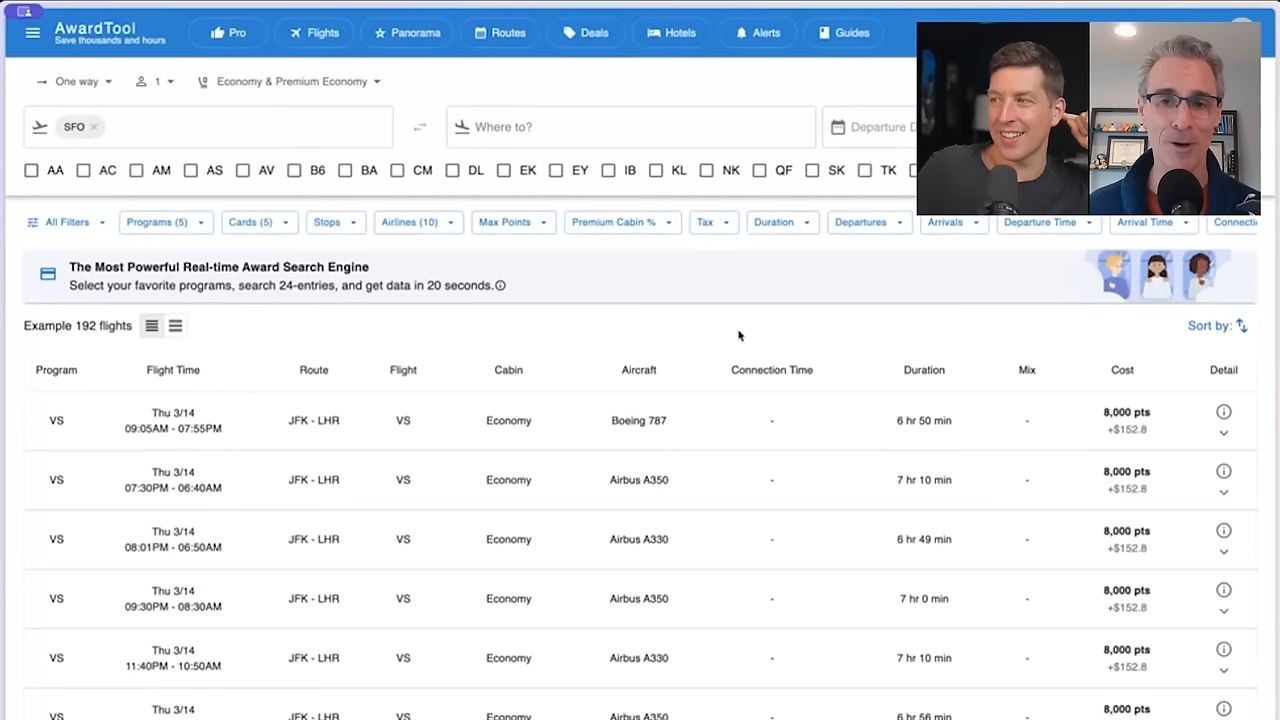 AwardTool
Save thousands and hours
Pro
Flights
Panorama
Routes
Deals
Hotels
Alerts
Guides
One way
1
Economy & Premium Economy
SFO
Where to?
Departure D
AA AC AM AS AV B6 BA CM DL EK EY IB KL NK QF SK TK
All Filters
Programs (5)
Cards (5)
Stops
Airlines (10)
Max Points
Premium Cabin %
Tax
Duration
Departures
Arrivals
Departure Time
Arrival Time
Connecti
The Most Powerful Real-time Award Search Engine
Select your favorite programs, search 24-entries, and get data in 20 seconds.
Example 192 flights
Sort by:
Program Flight Time Route Flight Cabin Aircraft Connection Time Duration Mix Cost Detail
Thu 3/14 8,000 pts
VS JFK - LHR VS Economy Boeing 787 - 6 hr 50 min -
09:05AM - 07:55PM +$152.8
Thu 3/14 8,000 pts
VS JFK - LHR VS Economy Airbus A350 - 7 hr 10 min -
07:30PM - 06:40AM +$152.8
Thu 3/14 8,000 pts
VS JFK - LHR VS Economy Airbus A330 - 6 hr 49 min -
08:01PM - 06:50AM +$152.8
Thu 3/14 8,000 pts
VS JFK - LHR VS Economy Airbus A350 - 7 hr 0 min -
09:30PM - 08:30AM +$152.8
Thu 3/14 8,000 pts
VS JFK - LHR VS Economy Airbus A330 - 7 hr 10 min -
11:40PM - 10:50AM +$152.8
Thu 3/14 8,000 pts
VS JFK - LHR VS Economy Airbus A350 - 6 hr 56 min -